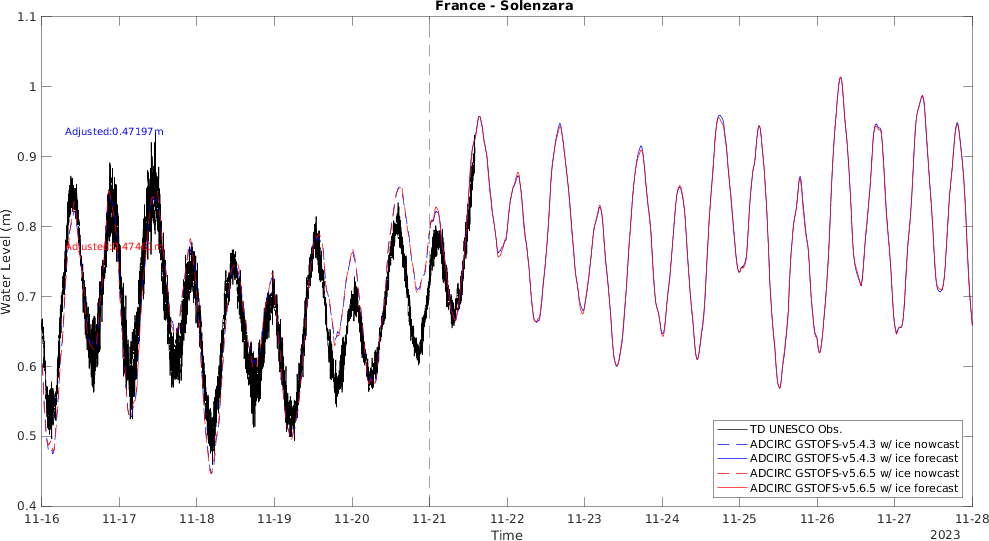 France - Solenzara
1.1
1
0.9
0.8
0.7
0.6
0.5
0.4
Water Level (m)
Adjusted:0.47197m
11-16
11-17
11-18
11-19
11-20
11-21
11-22
11-23
11-24
11-25
11-26
11-27
11-28
Time
2023
TD UNESCO Obs.
ADCIRC GSTOFS-v5.4.3 w/ ice nowcast
ADCIRC GSTOFS-v5.4.3 w/ ice forecast
ADCIRC GSTOFS-v5.6.5 w/ ice nowcast
ADCIRC GSTOFS-v5.6.5 w/ ice forecast